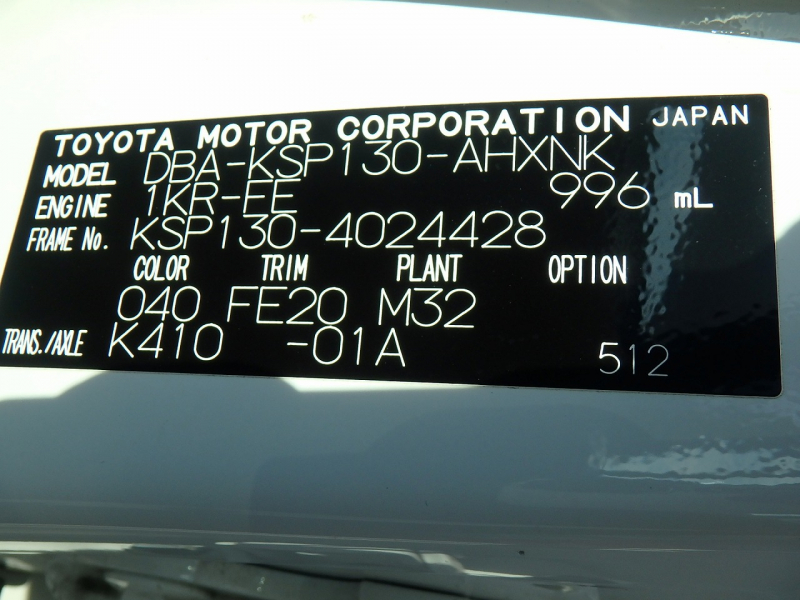 TOYOTA MOTOR CORPORATION JAPAN
MODEL DBA-KSP130-AHXNK
ENGINE 1KR-FE 996 mL
FRAME No. KSP130-4024428
COLOR TRIM PLANT OPTION
040 FE20 M32
TRANS./AXLE K410 -01A 512